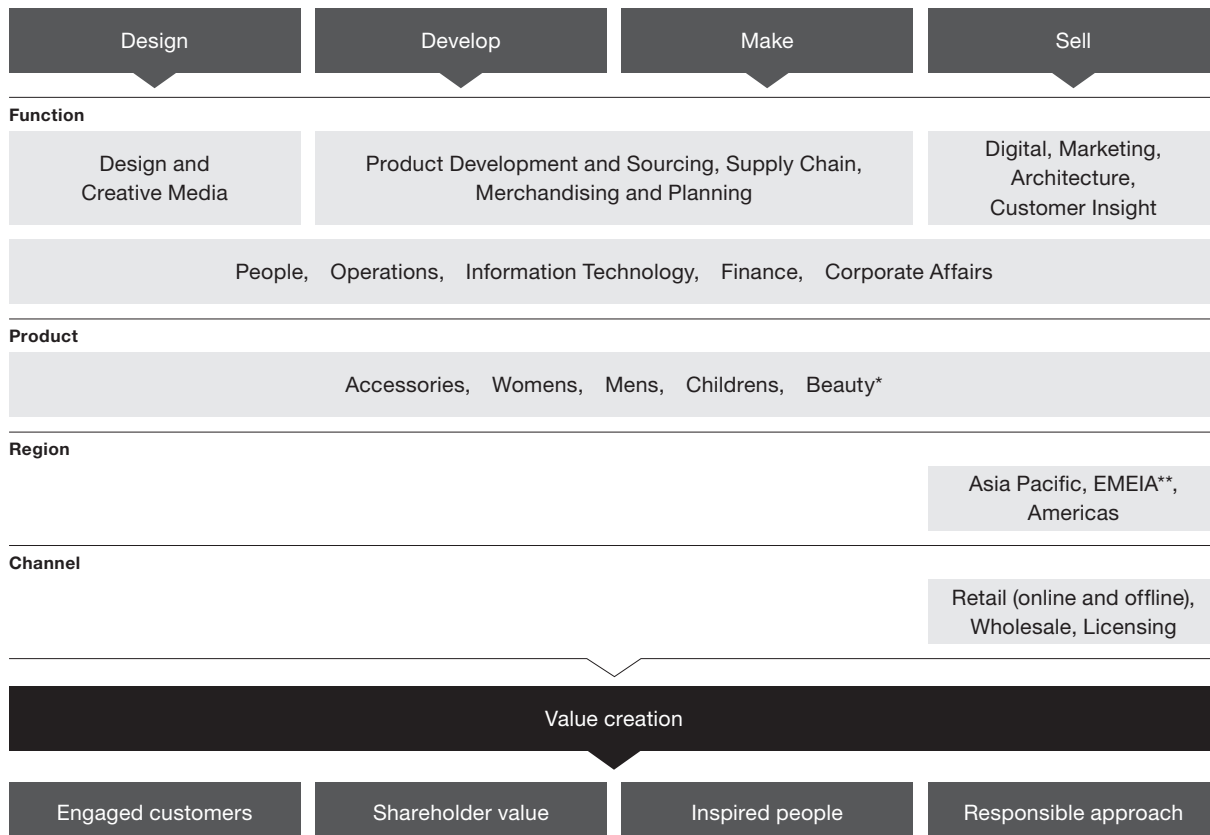 Design
Develop
Make
Sell
Function
Design and
Creative Media
Product Development and Sourcing, Supply Chain,
Merchandising and Planning
Digital, Marketing,
Architecture,
Customer Insight
People, Operations, Information Technology, Finance, Corporate Affairs
Product
Accessories, Womens, Mens, Childrens, Beauty*
Region
Asia Pacific, EMEIA**,
Americas
Channel
Retail (online and offline),
Wholesale, Licensing
Value creation
Engaged customers
Shareholder value
Inspired people
Responsible approach